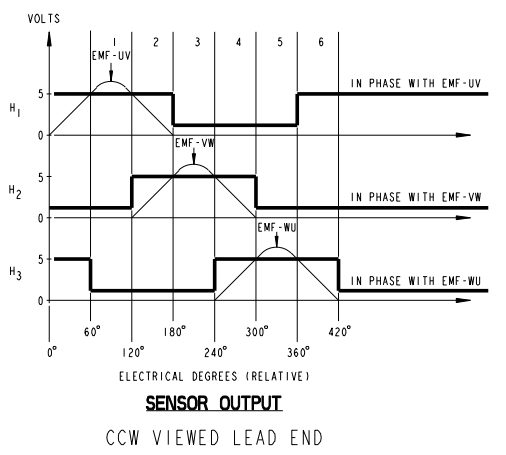 VOLTS
1 2 3 4 5 6
EMF-UV
H1
5
IN PHASE WITH EMF-UV
0
EMF-VW
H2
5
IN PHASE WITH EMF-VW
0
EMF-WU
H3
5
IN PHASE WITH EMF-WU
0
60° 180° 300° 420°
0° 120° 240° 360°
ELECTRICAL DEGREES (RELATIVE)
SENSOR OUTPUT
CCW VIEWED LEAD END